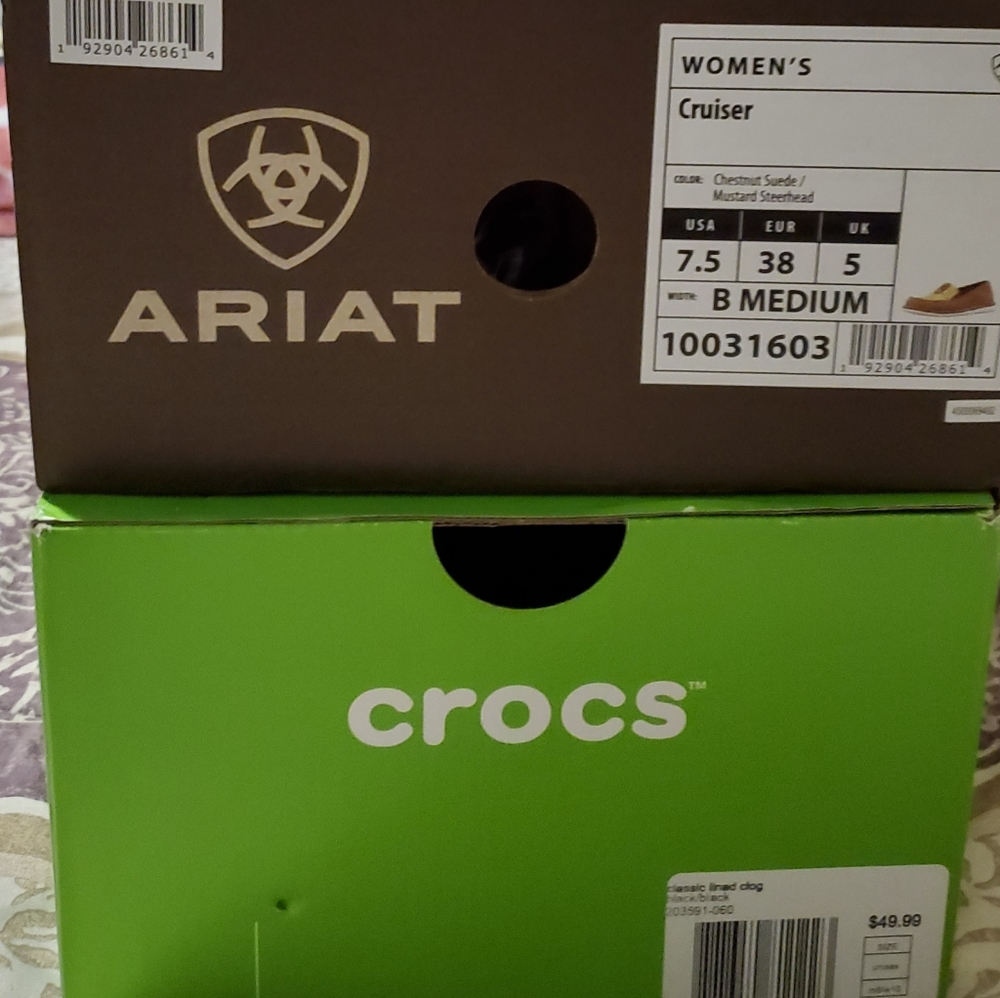 1 92904 26861 4
ARIAT
WOMEN'S
Cruiser
COLOR: Chestnut Suede /
Mustard Steerhead
USA EUR UK
7.5 38 5
WIDTH: B MEDIUM
10031603
1 92904 26861 4
crocs™
classic lined clog
black/black
203591-060
$49.99
SIZE